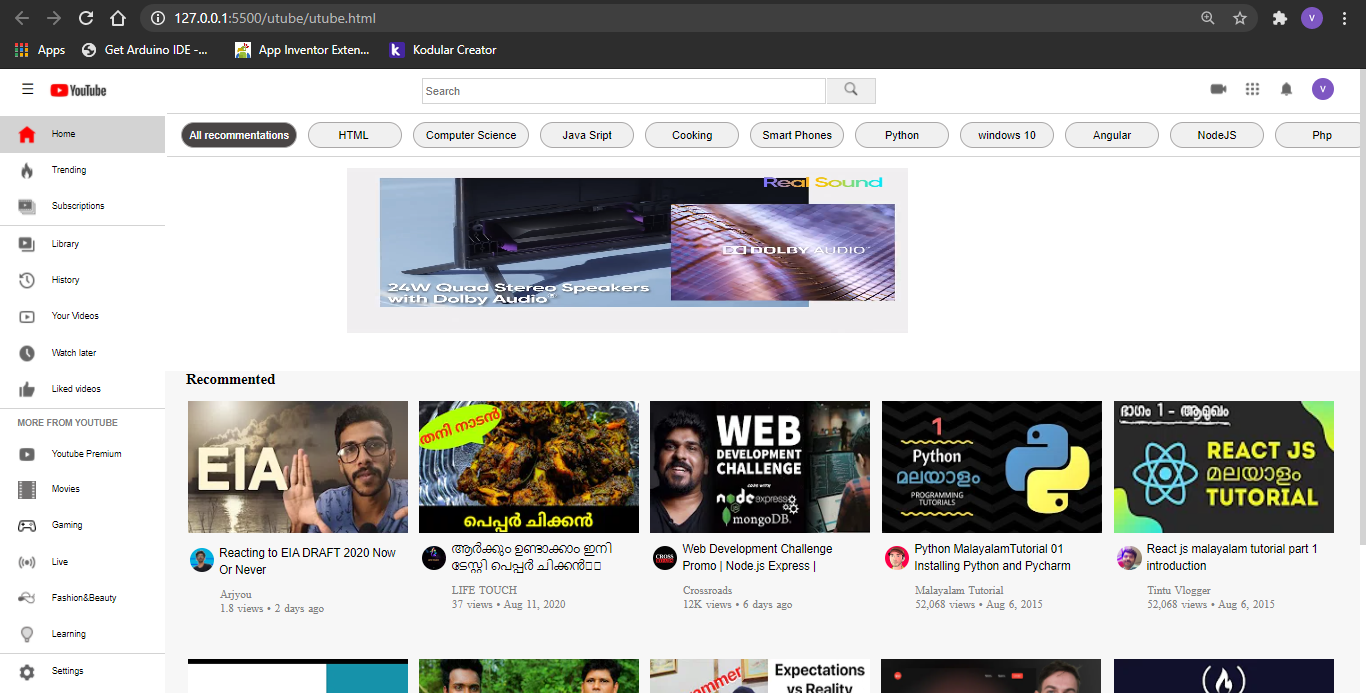 127.0.0.1:5500/utube/utube.html
Apps
Get Arduino IDE -...
App Inventor Exten...
Kodular Creator
YouTube
Search
V
All recommentations
HTML
Computer Science
Java Sript
Cooking
Smart Phones
Python
windows 10
Angular
NodeJS
Php
Home
Trending
Subscriptions
Library
History
Your Videos
Watch later
Liked videos
MORE FROM YOUTUBE
Youtube Premium
Movies
Gaming
Live
Fashion&Beauty
Learning
Settings
Real Sound
DOLBY AUDIO
24W Quad Stereo Speakers
with Dolby Audio*
Recommented
EIA
Reacting to EIA DRAFT 2020 Now
Or Never
Arjyou
1.8 views • 2 days ago
തനി നാടൻ
പെപ്പർ ചിക്കൻ
ആർക്കും ഉണ്ടാക്കാം ഇനി
ടേസ്റ്റി പെപ്പർ ചിക്കൻ
LIFE TOUCH
37 views • Aug 11, 2020
WEB
DEVELOPMENT
CHALLENGE
CODE WITH
node express
JS
mongoDB
CROSS
Web Development Challenge
Promo | Node.js Express |
Crossroads
12K views • 6 days ago
1
Python
മലയാളം
PROGRAMMING
TUTORIALS
Python MalayalamTutorial 01
Installing Python and Pycharm
Malayalam Tutorial
52,068 views • Aug 6, 2015
ഭാഗം 1 - ആമുഖം
REACT JS
മലയാളം
TUTORIAL
React js malayalam tutorial part 1
introduction
Tintu Vlogger
52,068 views • Aug 6, 2015
Expectations
vs Reality